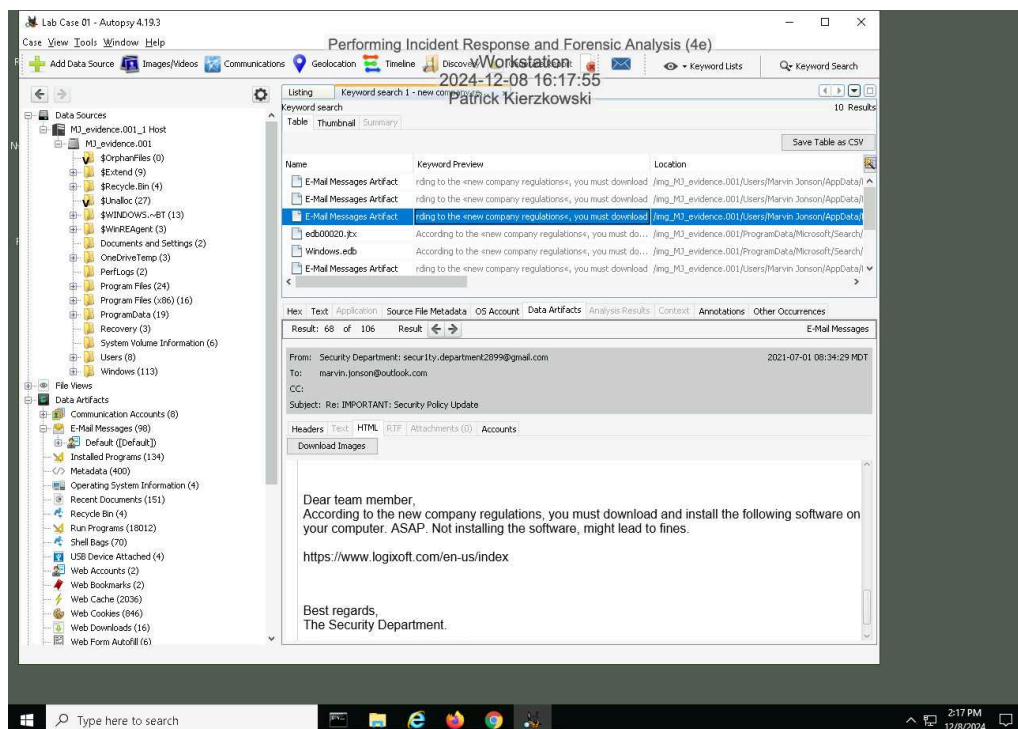 Lab Case 01 - Autopsy 4.19.3
Case View Tools Window Help
Performing Incident Response and Forensic Analysis (4e)
vWorkstation
2024-12-08 16:17:55
Patrick Kierzkowski
Add Data Source Images/Videos Communications Geolocation Timeline Keyword Lists Keyword Search
Data Sources
MJ_evidence.001_1 Host
MJ_evidence.001
$OrphanFiles (0)
$Extend (9)
$Recycle.Bin (4)
$Unalloc (27)
$WINDOWS.~BT (13)
$WinREAgent (3)
Documents and Settings (2)
OneDriveTemp (3)
PerfLogs (2)
Program Files (24)
Program Files (x86) (16)
ProgramData (19)
Recovery (3)
System Volume Information (6)
Users (8)
Windows (113)
File Views
Data Artifacts
Communication Accounts (8)
E-Mail Messages (98)
Default ([Default])
Installed Programs (134)
Metadata (400)
Operating System Information (4)
Recent Documents (151)
Recycle Bin (4)
Run Programs (18012)
Shell Bags (70)
USB Device Attached (4)
Web Accounts (2)
Web Bookmarks (2)
Web Cache (2036)
Web Cookies (846)
Web Downloads (16)
Web Form Autofill (6)
Listing Keyword search 1 - new
Keyword search
10 Results
Table Thumbnail Summary
Save Table as CSV
Name Keyword Preview Location
E-Mail Messages Artifact rding to the «new company regulations«, you must download /img_MJ_evidence.001/Users/Marvin Jonson/AppData/
E-Mail Messages Artifact rding to the «new company regulations«, you must download /img_MJ_evidence.001/Users/Marvin Jonson/AppData/
E-Mail Messages Artifact rding to the «new company regulations«, you must download /img_MJ_evidence.001/Users/Marvin Jonson/AppData/
edb00020.jtx According to the «new company regulations«, you must do... /img_MJ_evidence.001/ProgramData/Microsoft/Search/
Windows.edb According to the «new company regulations«, you must do... /img_MJ_evidence.001/ProgramData/Microsoft/Search/
E-Mail Messages Artifact rding to the «new company regulations«, you must download /img_MJ_evidence.001/Users/Marvin Jonson/AppData/
Hex Text Application Source File Metadata OS Account Data Artifacts Analysis Results Context Annotations Other Occurrences
Result: 68 of 106 Result E-Mail Messages
From: Security Department: secur1ty.department2899@gmail.com 2021-07-01 08:34:29 MDT
To: marvin.jonson@outlook.com
CC:
Subject: Re: IMPORTANT: Security Policy Update
Headers Text HTML RTF Attachments (0) Accounts
Download Images
Dear team member,
According to the new company regulations, you must download and install the following software on
your computer. ASAP. Not installing the software, might lead to fines.
https://www.logixoft.com/en-us/index
Best regards,
The Security Department.
Type here to search
2:17 PM
12/8/2024